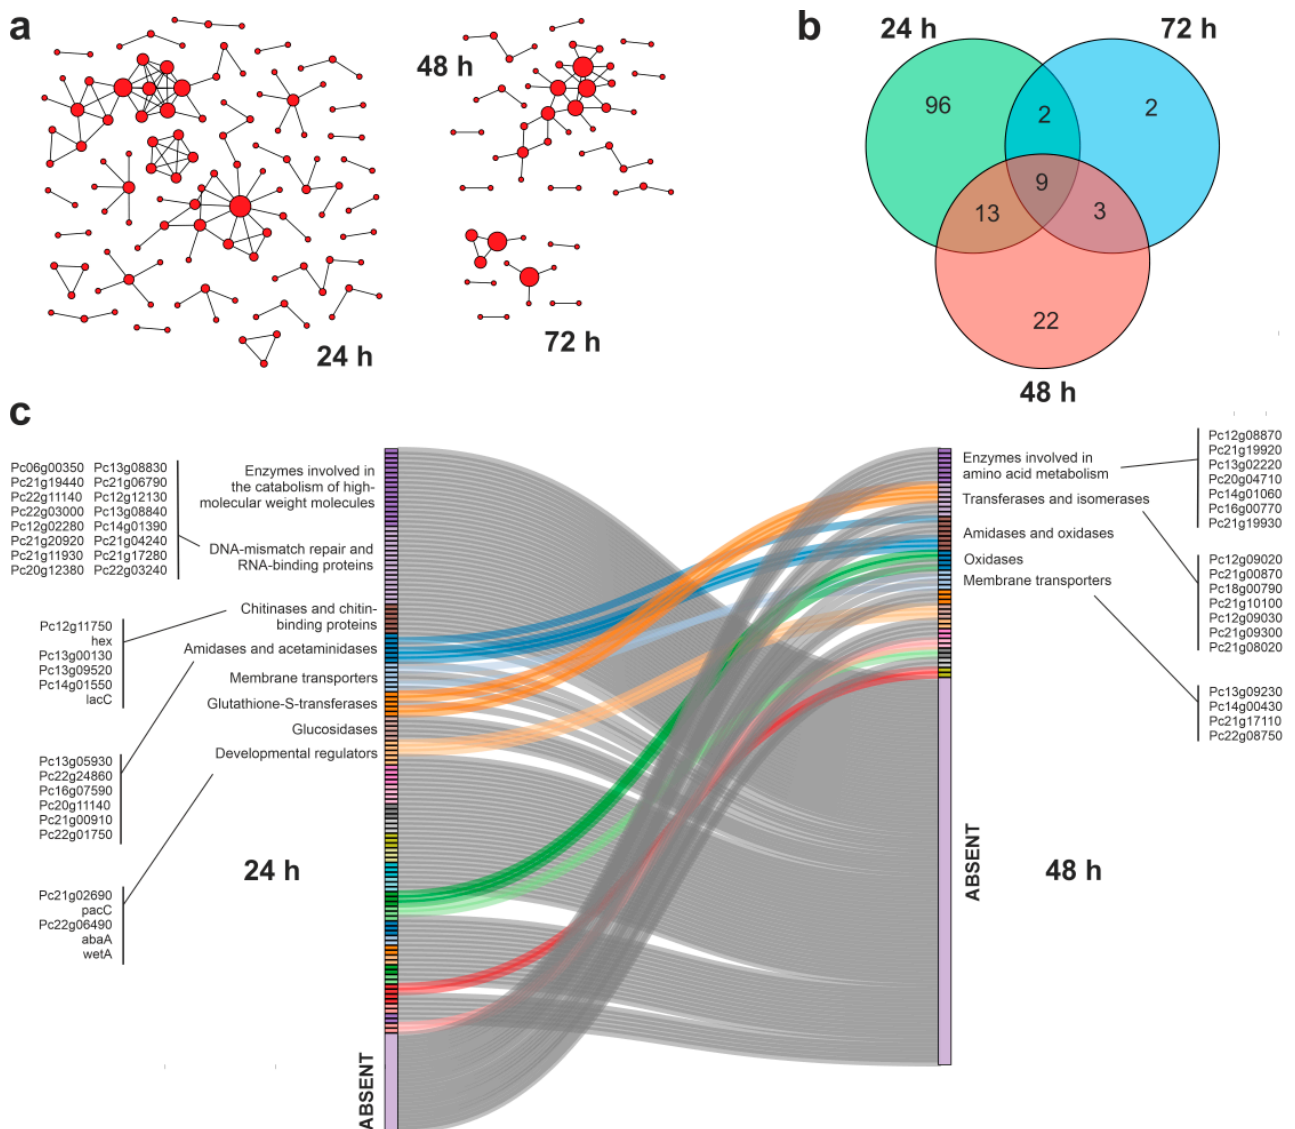 a
48 h
24 h
72 h
b
24 h
72 h
96
2
2
9
13
3
22
48 h
c
Pc06g00350 Pc13g08830
Pc21g19440 Pc21g06790
Pc22g11140 Pc12g12130
Pc22g03000 Pc13g08840
Pc12g02280 Pc14g01390
Pc21g20920 Pc21g04240
Pc21g11930 Pc21g17280
Pc20g12380 Pc22g03240
Enzymes involved in
the catabolism of high-
molecular weight molecules
DNA-mismatch repair and
RNA-binding proteins
Chitinases and chitin-
binding proteins
Amidases and acetaminidases
Membrane transporters
Glutathione-S-transferases
Glucosidases
Developmental regulators
Pc12g11750
hex
Pc13g00130
Pc13g09520
Pc14g01550
lacC
Pc13g05930
Pc22g24860
Pc16g07590
Pc20g11140
Pc21g00910
Pc22g01750
Pc21g02690
pacC
Pc22g06490
abaA
wetA
24 h
ABSENT
Enzymes involved in
amino acid metabolism
Transferases and isomerases
Amidases and oxidases
Oxidases
Membrane transporters
Pc12g08870
Pc21g19920
Pc13g02220
Pc20g04710
Pc14g01060
Pc16g00770
Pc21g19930
Pc12g09020
Pc21g00870
Pc18g00790
Pc21g10100
Pc12g09030
Pc21g09300
Pc21g08020
Pc13g09230
Pc14g00430
Pc21g17110
Pc22g08750
ABSENT
48 h